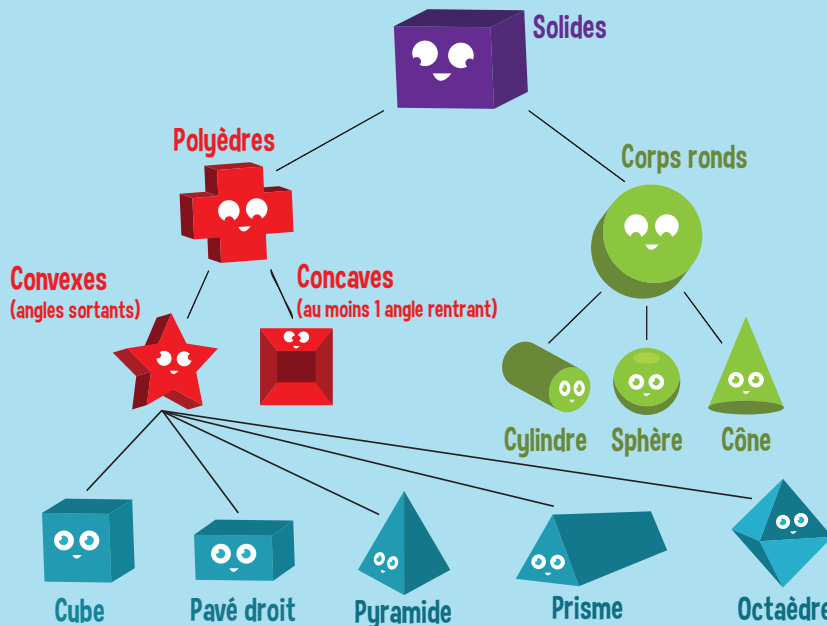 Solides
Polyèdres
Corps ronds
Convexes
(angles sortants)
Concaves
(au moins 1 angle rentrant)
Cylindre
Sphère
Cône
Cube
Pavé droit
Pyramide
Prisme
Octaèdre